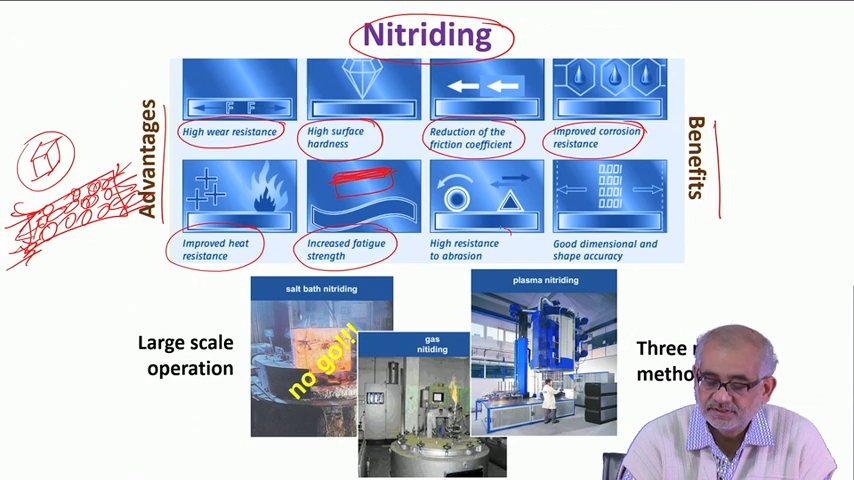 Nitriding
Advantages
F F
High wear resistance
High surface
hardness
Reduction of the
friction coefficient
Improved corrosion
resistance
Benefits
0.001
0.001
0.001
0.001
Improved heat
resistance
Increased fatigue
strength
High resistance
to abrasion
Good dimensional and
shape accuracy
salt bath nitriding
plasma nitriding
Large scale
operation
no go!!!
gas
nitiding
Three